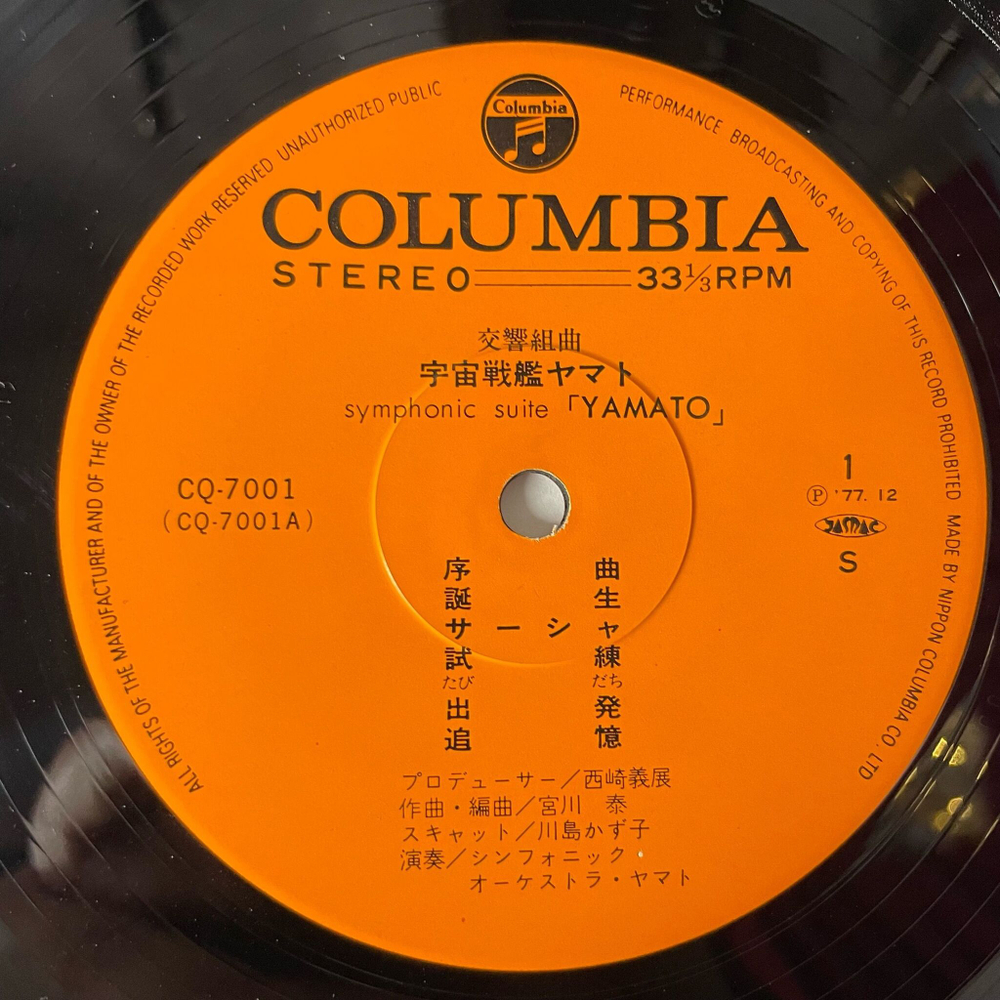 Columbia
ALL RIGHTS OF THE MANUFACTURER AND OF THE OWNER OF THE RECORDED WORK RESERVED UNAUTHORIZED PUBLIC PERFORMANCE BROADCASTING AND COPYING OF THIS RECORD PROHIBITED MADE BY NIPPON COLUMBIA CO. LTD
COLUMBIA
STEREO 33⅓RPM
交響組曲
宇宙戦艦ヤマト
symphonic suite「YAMATO」
CQ-7001
(CQ-7001A)
1
Ⓟ'77. 12
JASRAC
S
序曲
誕生
サーシャ
試練
出発
たび だち
追憶
プロデューサー/西崎義展
作曲・編曲/宮川 泰
スキャット/川島かず子
演奏/シンフォニック・
オーケストラ・ヤマト